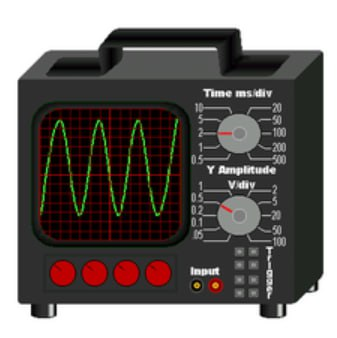 Time ms/div
10 20
5 50
2 100
1 200
0.5 500
Y Amplitude
V/div
1 2
0.5 5
0.2 20
0.1 50
.05 100
Input
Trigger